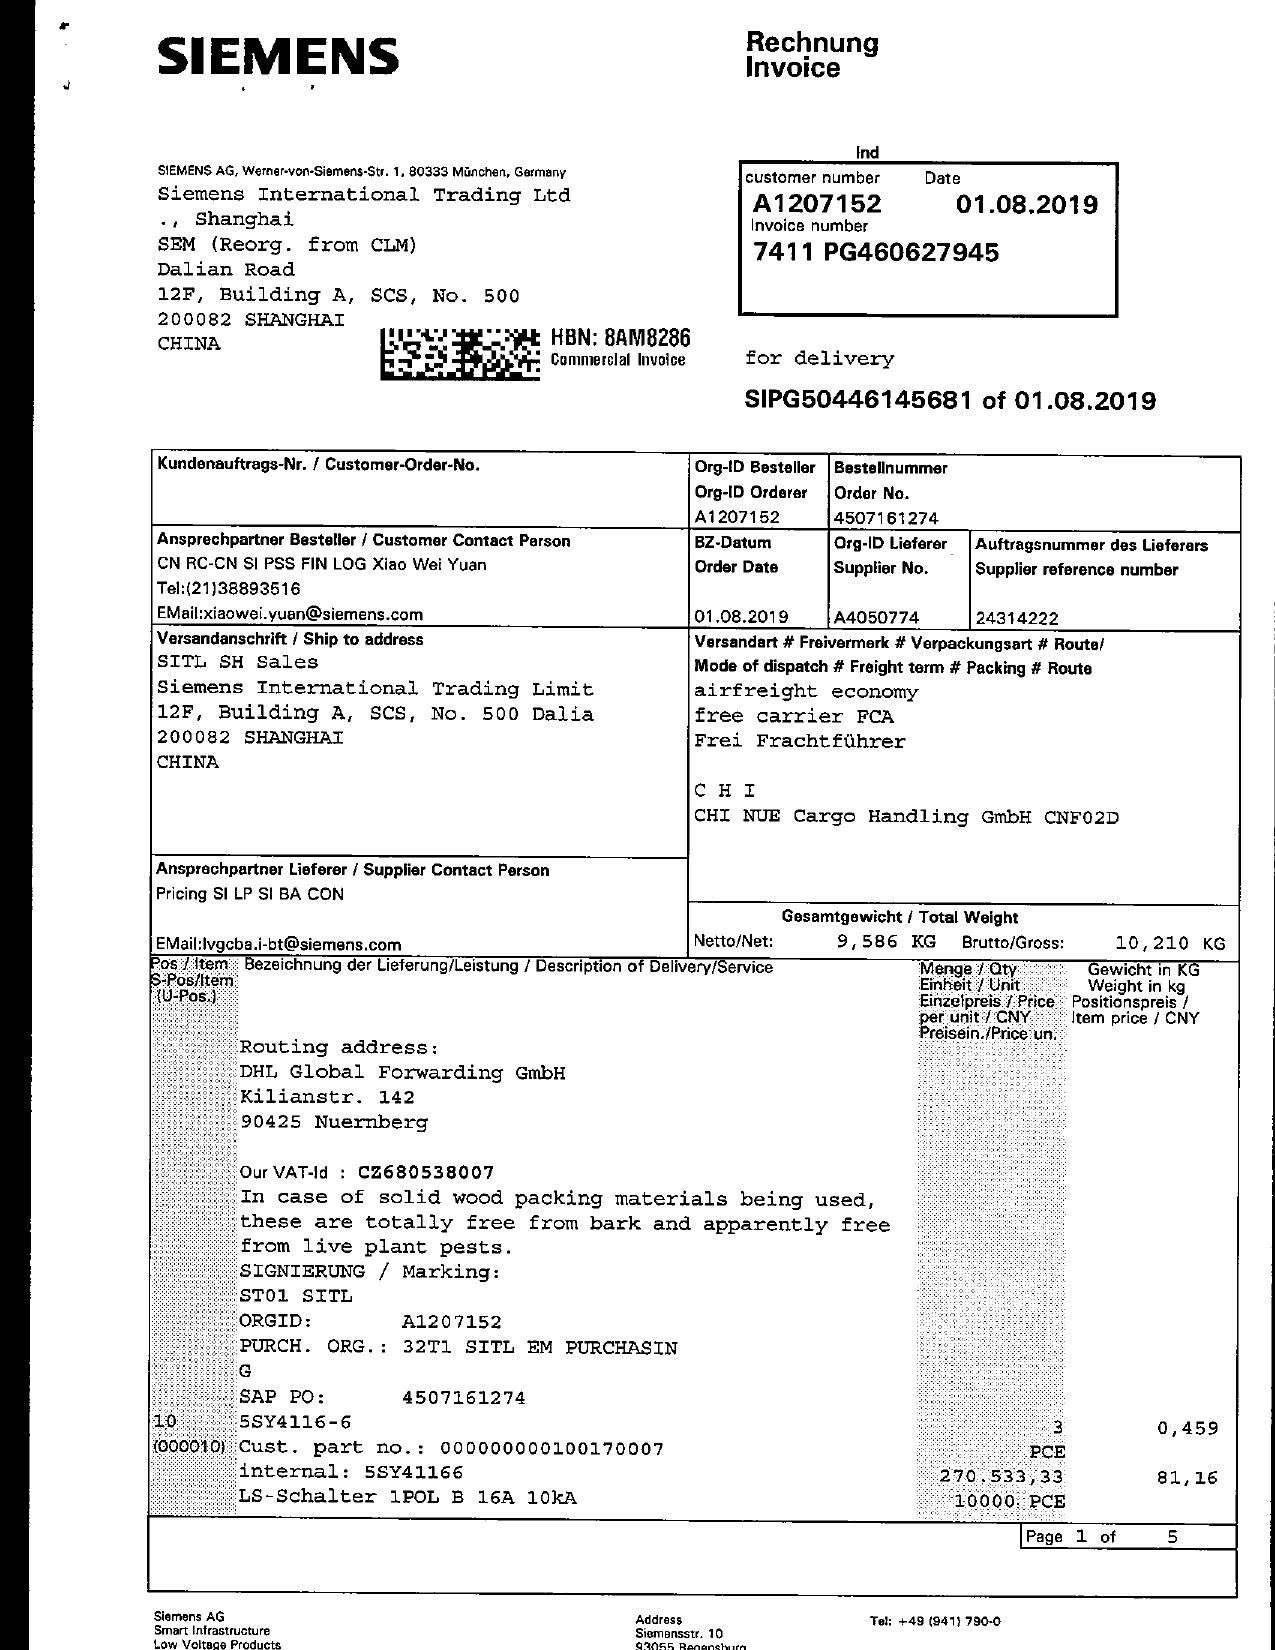 SIEMENS
Rechnung
Invoice
Ind
SIEMENS AG, Werner-von-Siemens-Str. 1, 80333 München, Germany
Siemens International Trading Ltd
., Shanghai
SEM (Reorg. from CLM)
Dalian Road
12F, Building A, SCS, No. 500
200082 SHANGHAI
CHINA
customer number Date
A1207152 01.08.2019
Invoice number
7411 PG460627945
HBN: 8AM8286
Commercial Invoice
for delivery
SIPG50446145681 of 01.08.2019
Kundenauftrags-Nr. / Customer-Order-No.
Org-ID Besteller
Org-ID Orderer
A1207152
Bestellnummer
Order No.
4507161274
Ansprechpartner Besteller / Customer Contact Person
CN RC-CN SI PSS FIN LOG Xiao Wei Yuan
Tel:(21)38893516
EMail:xiaowei.yuan@siemens.com
BZ-Datum
Order Date
01.08.2019
Org-ID Lieferer
Supplier No.
A4050774
Auftragsnummer des Lieferers
Supplier reference number
24314222
Versandanschrift / Ship to address
SITL SH Sales
Siemens International Trading Limit
12F, Building A, SCS, No. 500 Dalia
200082 SHANGHAI
CHINA
Versandart # Freivermerk # Verpackungsart # Route/
Mode of dispatch # Freight term # Packing # Route
airfreight economy
free carrier FCA
Frei Frachtführer
C H I
CHI NUE Cargo Handling GmbH CNF02D
Ansprechpartner Lieferer / Supplier Contact Person
Pricing SI LP SI BA CON
EMail:lvgcba.i-bt@siemens.com
Gesamtgewicht / Total Weight
Netto/Net: 9,586 KG Brutto/Gross: 10,210 KG
Pos / Item
S-Pos/Item
(U-Pos.)
Bezeichnung der Lieferung/Leistung / Description of Delivery/Service
Menge / Qty
Einheit / Unit
Einzelpreis / Price
per unit / CNY
Preisein./Price un.
Gewicht in KG
Weight in kg
Positionspreis /
Item price / CNY
Routing address:
DHL Global Forwarding GmbH
Kilianstr. 142
90425 Nuernberg
Our VAT-Id : CZ680538007
In case of solid wood packing materials being used,
these are totally free from bark and apparently free
from live plant pests.
SIGNIERUNG / Marking:
ST01 SITL
ORGID: A1207152
PURCH. ORG.: 32T1 SITL EM PURCHASIN
G
SAP PO: 4507161274
10 5SY4116-6 3 0,459
(000010) Cust. part no.: 000000000100170007 PCE
internal: 5SY41166 270.533,33 81,16
LS-Schalter 1POL B 16A 10kA 10000 PCE
Page 1 of 5
Siemens AG
Smart Infrastructure
Low Voltage Products
Address
Siemensstr. 10
93055 Regensburg
Tel: +49 (941) 790-0